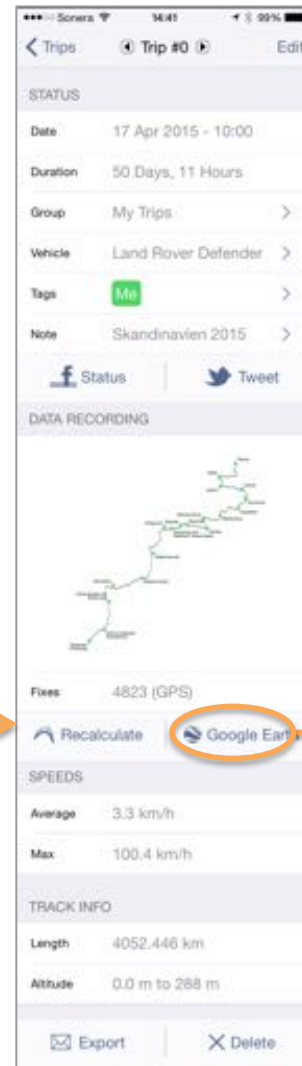 Sonera 14:41 99%
Trips Trip #0 Edit
STATUS
Date 17 Apr 2015 - 10:00
Duration 50 Days, 11 Hours
Group My Trips
Vehicle Land Rover Defender
Tags Me
Note Skandinavien 2015
Status Tweet
DATA RECORDING
Fixes 4823 (GPS)
Recalculate Google Earth
SPEEDS
Average 3.3 km/h
Max 100.4 km/h
TRACK INFO
Length 4052.446 km
Altitude 0.0 m to 288 m
Export Delete